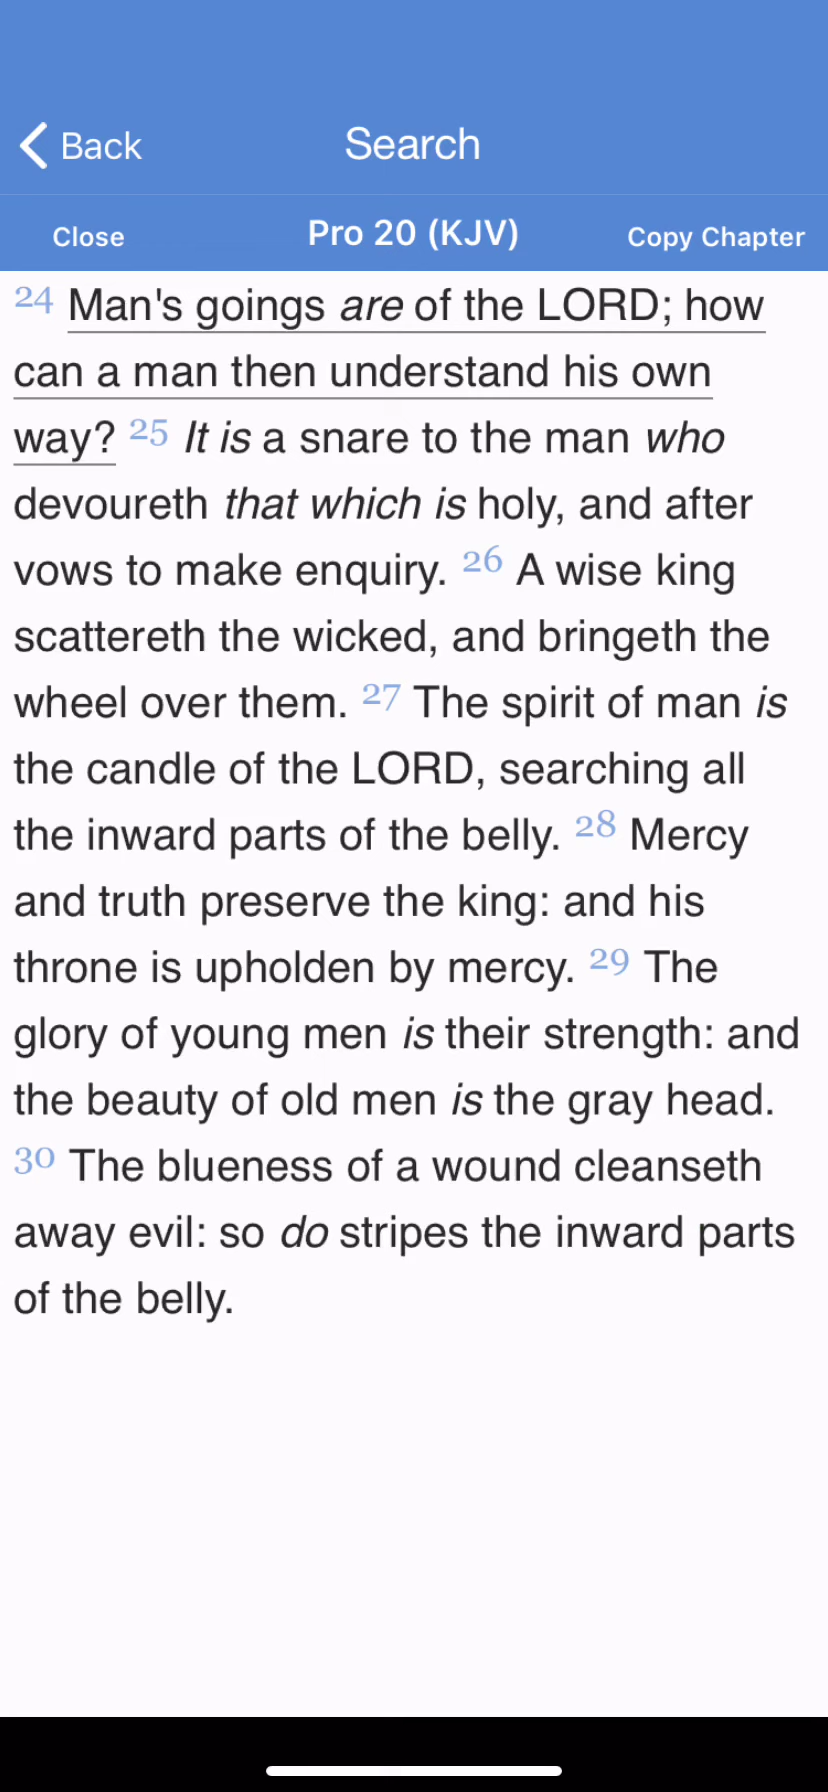 Back
Search
Close
Pro 20 (KJV)
Copy Chapter
24 Man's goings are of the LORD; how
can a man then understand his own
way? 25 It is a snare to the man who
devoureth that which is holy, and after
vows to make enquiry. 26 A wise king
scattereth the wicked, and bringeth the
wheel over them. 27 The spirit of man is
the candle of the LORD, searching all
the inward parts of the belly. 28 Mercy
and truth preserve the king: and his
throne is upholden by mercy. 29 The
glory of young men is their strength: and
the beauty of old men is the gray head.
30 The blueness of a wound cleanseth
away evil: so do stripes the inward parts
of the belly.